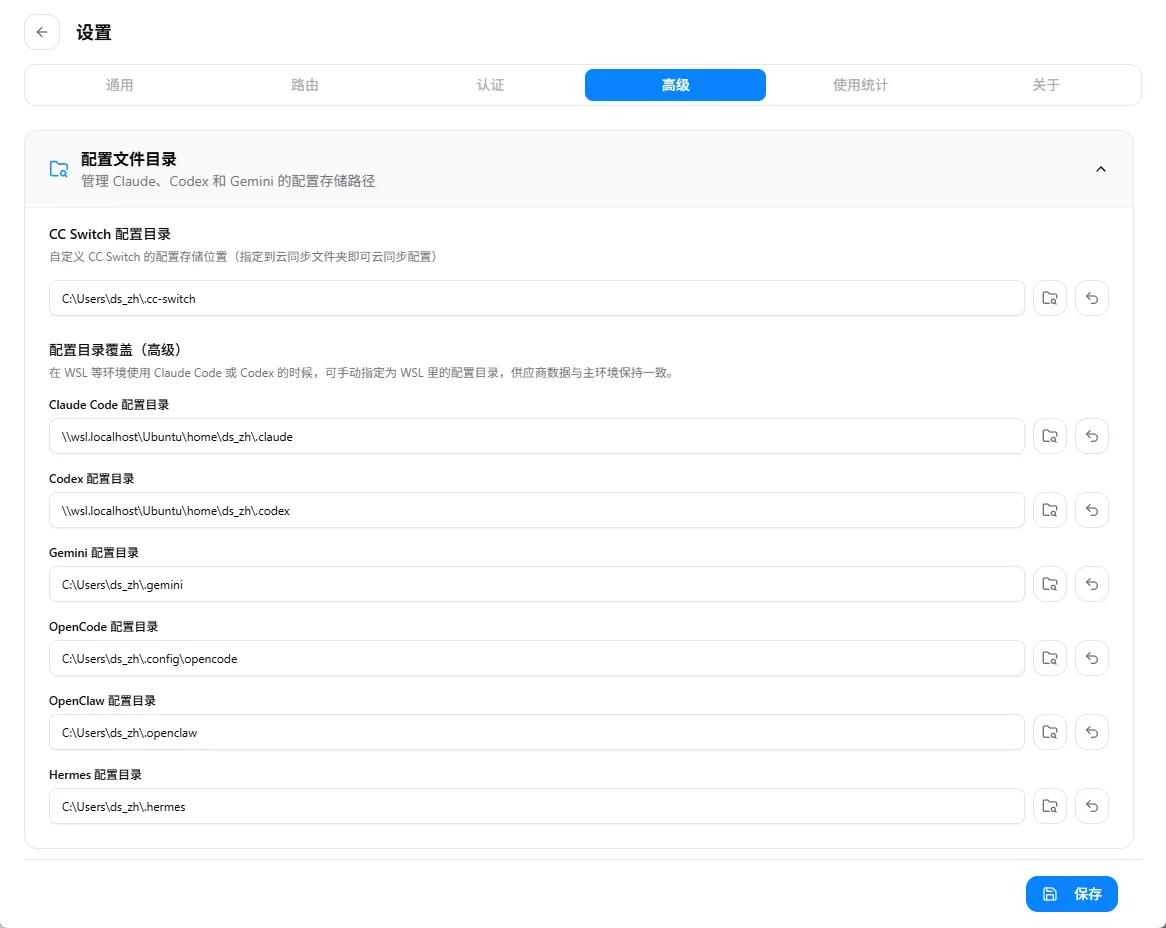 设置
通用
路由
认证
高级
使用统计
关于
配置文件目录
管理 Claude、Codex 和 Gemini 的配置存储路径
CC Switch 配置目录
自定义 CC Switch 的配置存储位置（指定到云同步文件夹即可云同步配置）
C:\Users\ds_zh\.cc-switch
配置目录覆盖（高级）
在 WSL 等环境使用 Claude Code 或 Codex 的时候，可手动指定为 WSL 里的配置目录，供应商数据与主环境保持一致。
Claude Code 配置目录
\\wsl.localhost\Ubuntu\home\ds_zh\.claude
Codex 配置目录
\\wsl.localhost\Ubuntu\home\ds_zh\.codex
Gemini 配置目录
C:\Users\ds_zh\.gemini
OpenCode 配置目录
C:\Users\ds_zh\.config\opencode
OpenClaw 配置目录
C:\Users\ds_zh\.openclaw
Hermes 配置目录
C:\Users\ds_zh\.hermes
保存